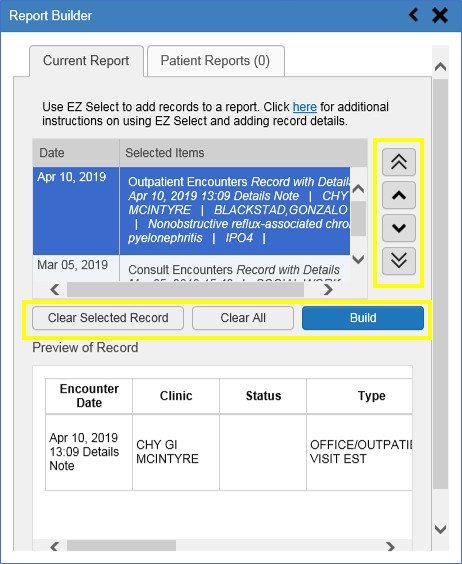 Report Builder
Current Report
Patient Reports (0)
Use EZ Select to add records to a report. Click here for additional
instructions on using EZ Select and adding record details.
Date
Selected Items
Apr 10, 2019
Outpatient Encounters Record with Detail
Apr 10, 2019 13:09 Details Note | CHY
MCINTYRE | BLACKSTAD,GONZALO
| Nonobstructive reflux-associated chro
pyelonephritis | IPO4 |
Mar 05, 2019
Consult Encounters Record with Details
Clear Selected Record
Clear All
Build
Preview of Record
Encounter
Date
Clinic
Status
Type
Apr 10, 2019
13:09 Details
Note
CHY GI
MCINTYRE
OFFICE/OUTPATIE
VISIT EST